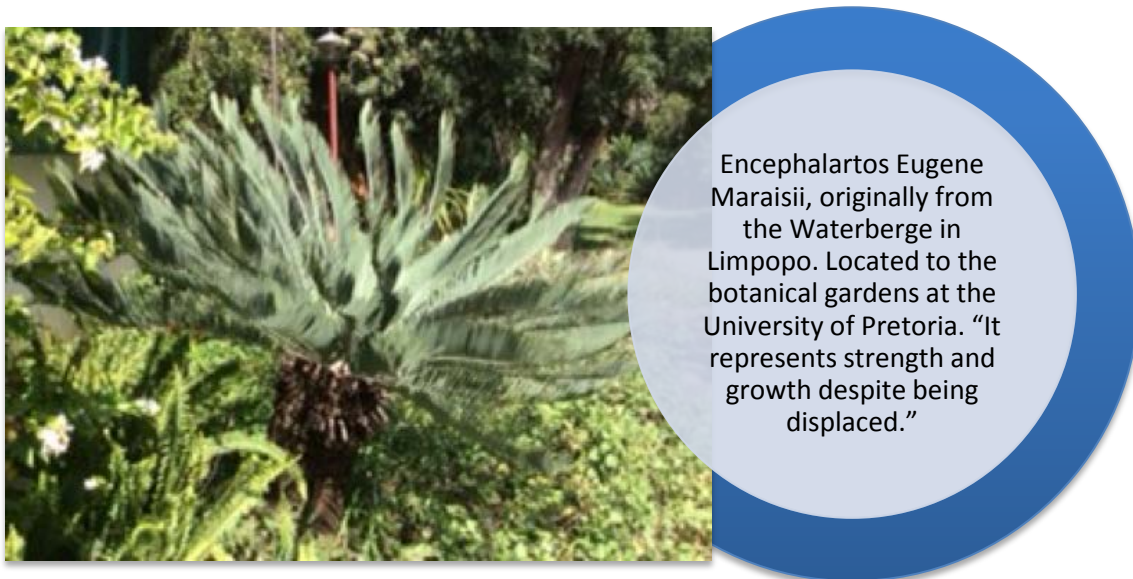 Encephalartos Eugene
Maraisii, originally from
the Waterberge in
Limpopo. Located to the
botanical gardens at the
University of Pretoria. “It
represents strength and
growth despite being
displaced.”